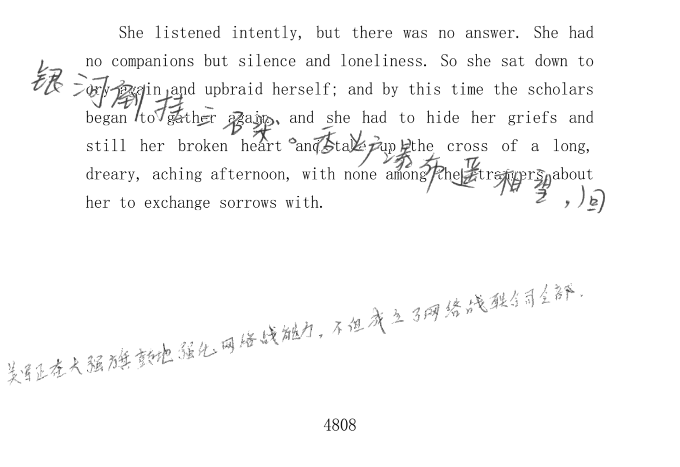 She listened intently, but there was no answer. She had
no companions but silence and loneliness. So she sat down to
cry again and upbraid herself; and by this time the scholars
began to gather again, and she had to hide her griefs and
still her broken heart and take up the cross of a long,
dreary, aching afternoon, with none among the strangers about
her to exchange sorrows with.
银河倒挂三石梁。香炉瀑布遥相望,回
美军正在大张旗鼓地强化网络战能力,不但成立了网络战联合司令部.
4808